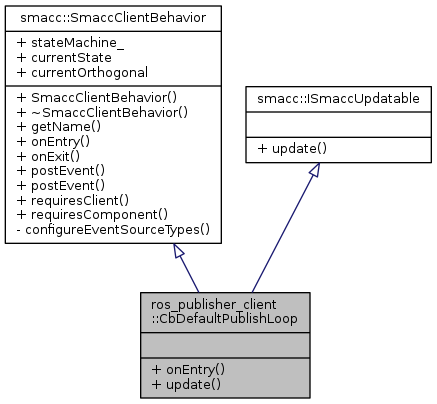 smacc::SmaccClientBehavior
+ stateMachine_
+ currentState
+ currentOrthogonal
+ SmaccClientBehavior()
+ ~SmaccClientBehavior()
+ getName()
+ onEntry()
+ onExit()
+ postEvent()
+ postEvent()
+ requiresClient()
+ requiresComponent()
- configureEventSourceTypes()
smacc::ISmaccUpdatable
+ update()
ros_publisher_client
::CbDefaultPublishLoop
+ onEntry()
+ update()